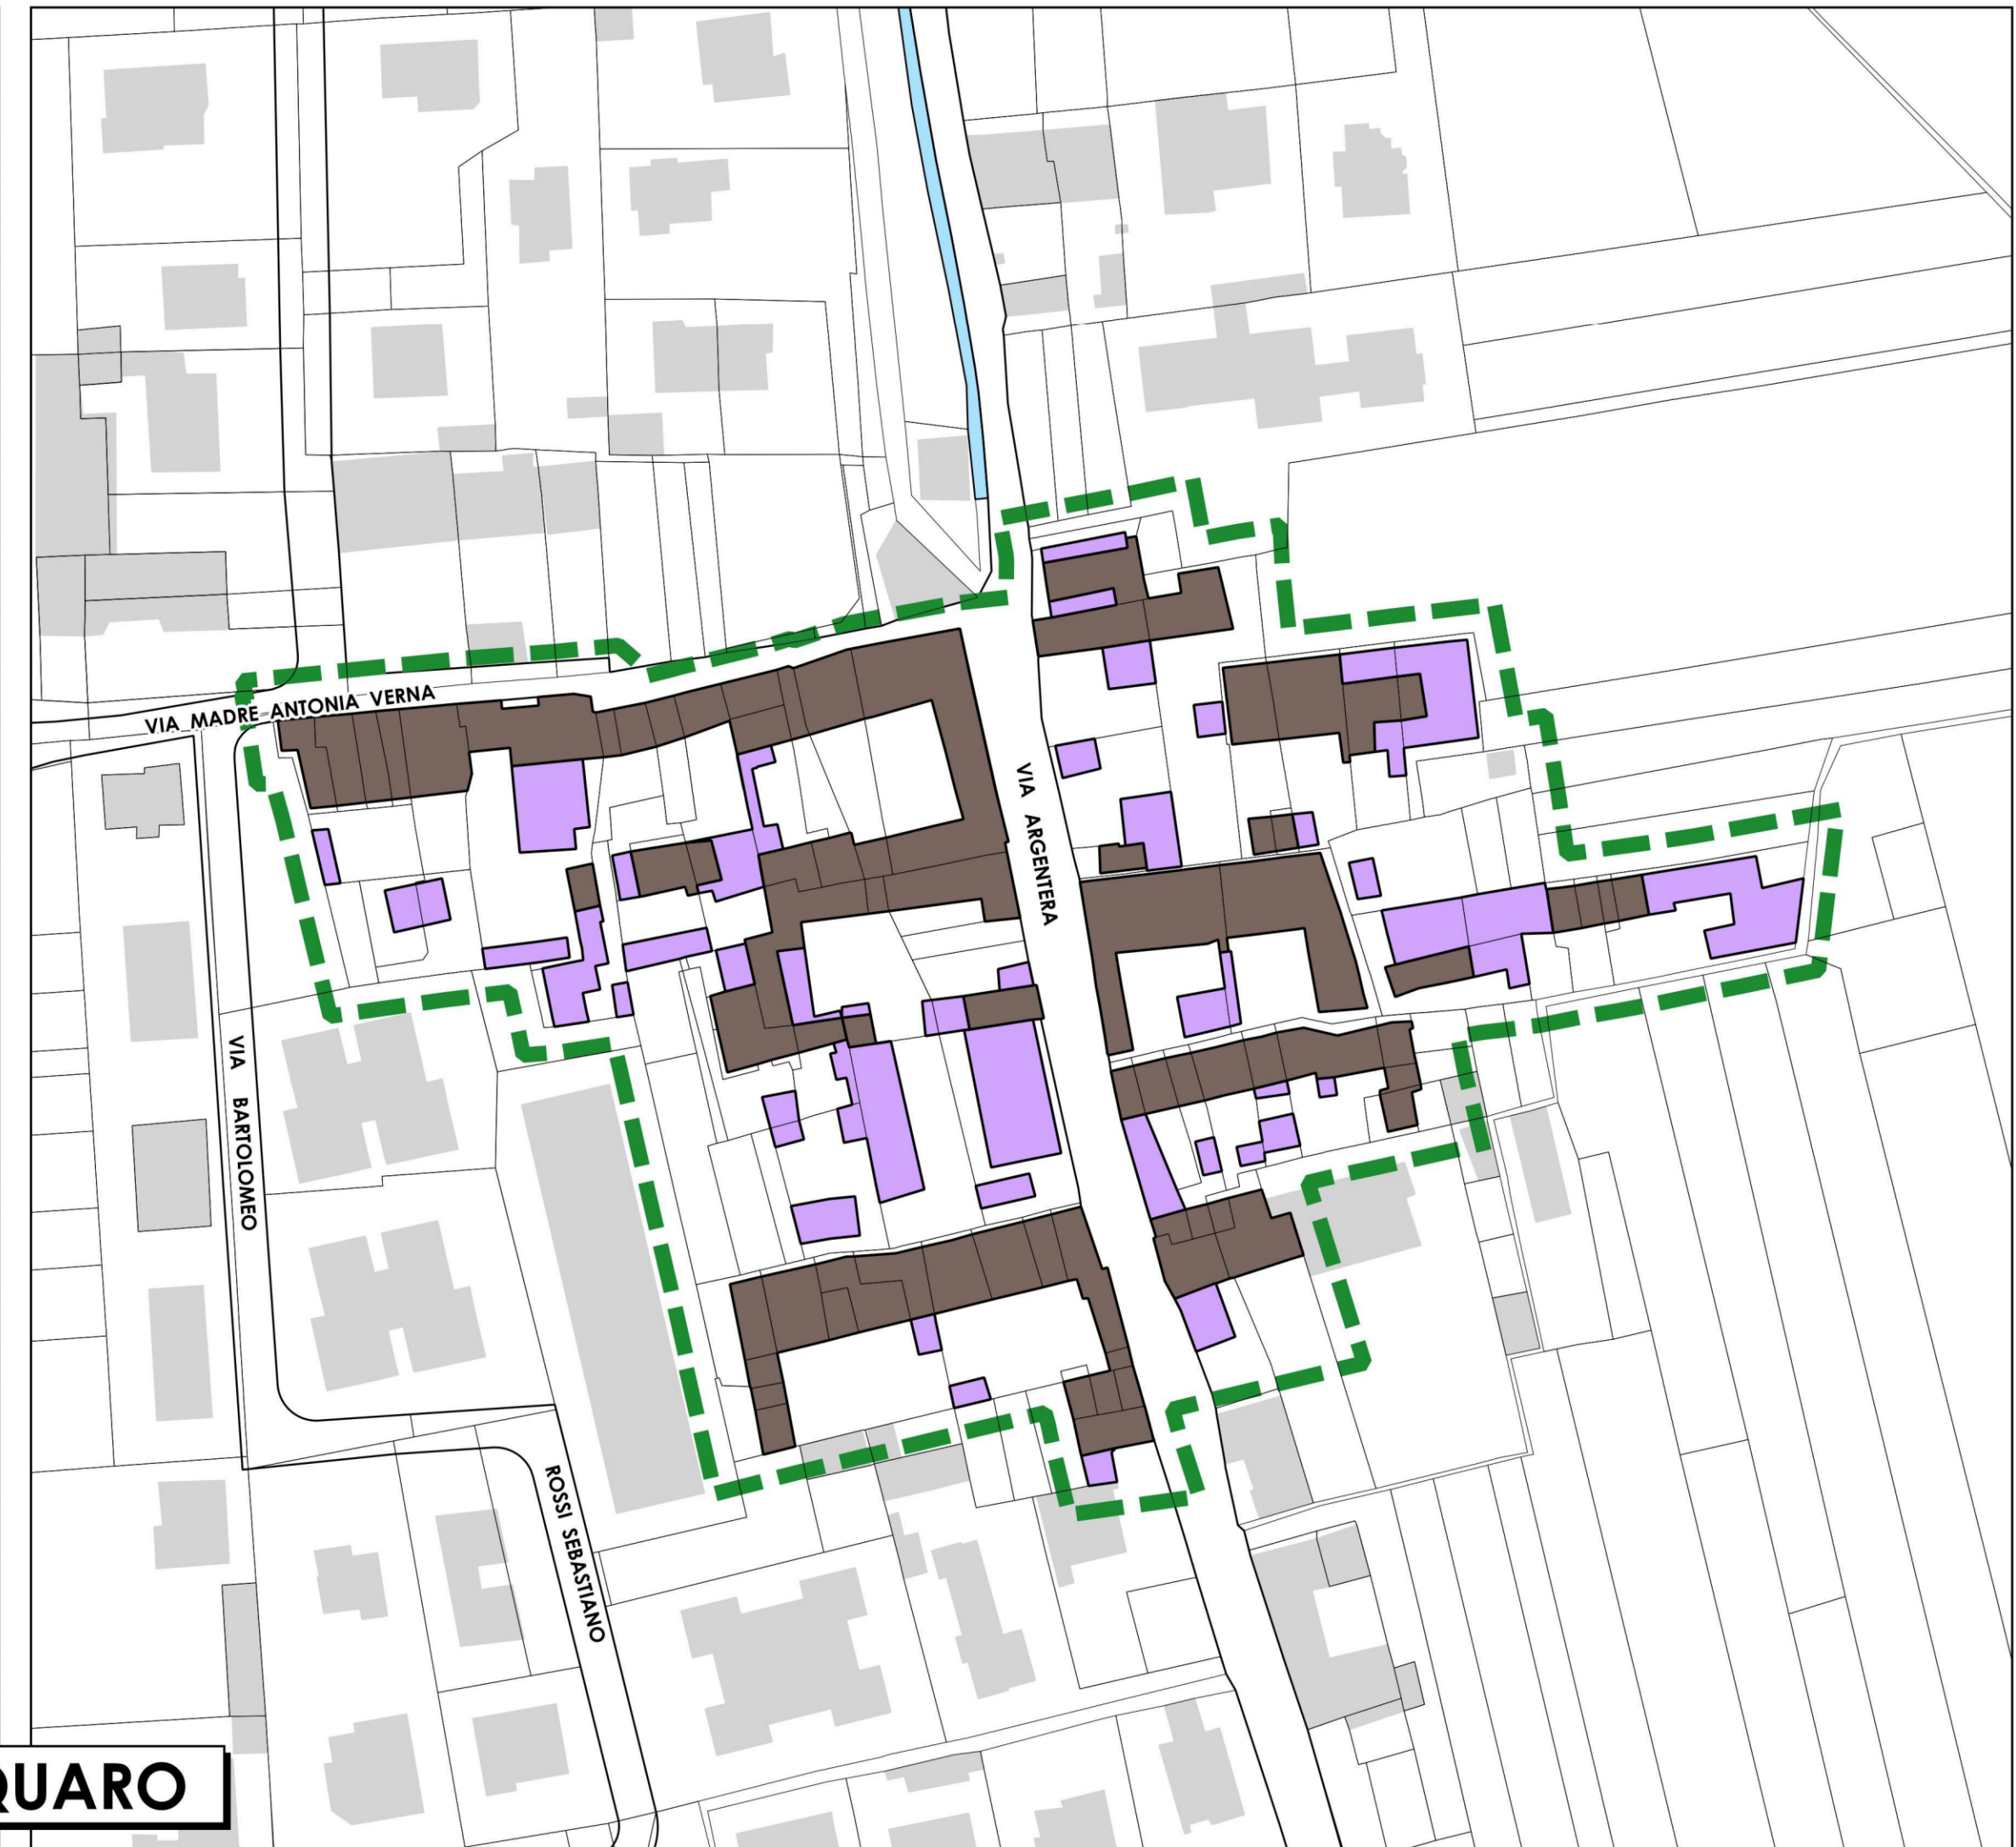 VIA MADRE ANTONIA VERNA
VIA ARGENTERA
VIA BARTOLOMEO
ROSSI SEBASTIANO
QUARO